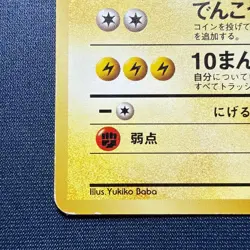 でんこ
コインを投げて
を追加する。
10まん
自分について
すべてトラッシ
にげる
弱点
Illus.Yukiko Baba